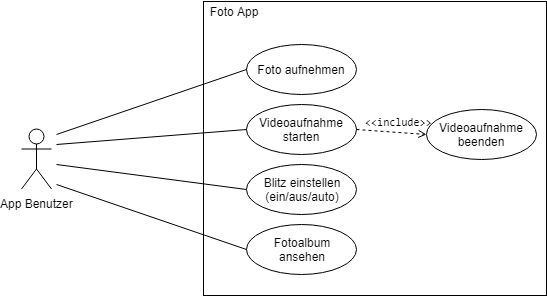 Foto App
Foto aufnehmen
Videoaufnahme
starten
<<include>>
Videoaufnahme
beenden
Blitz einstellen
(ein/aus/auto)
App Benutzer
Fotoalbum
ansehen